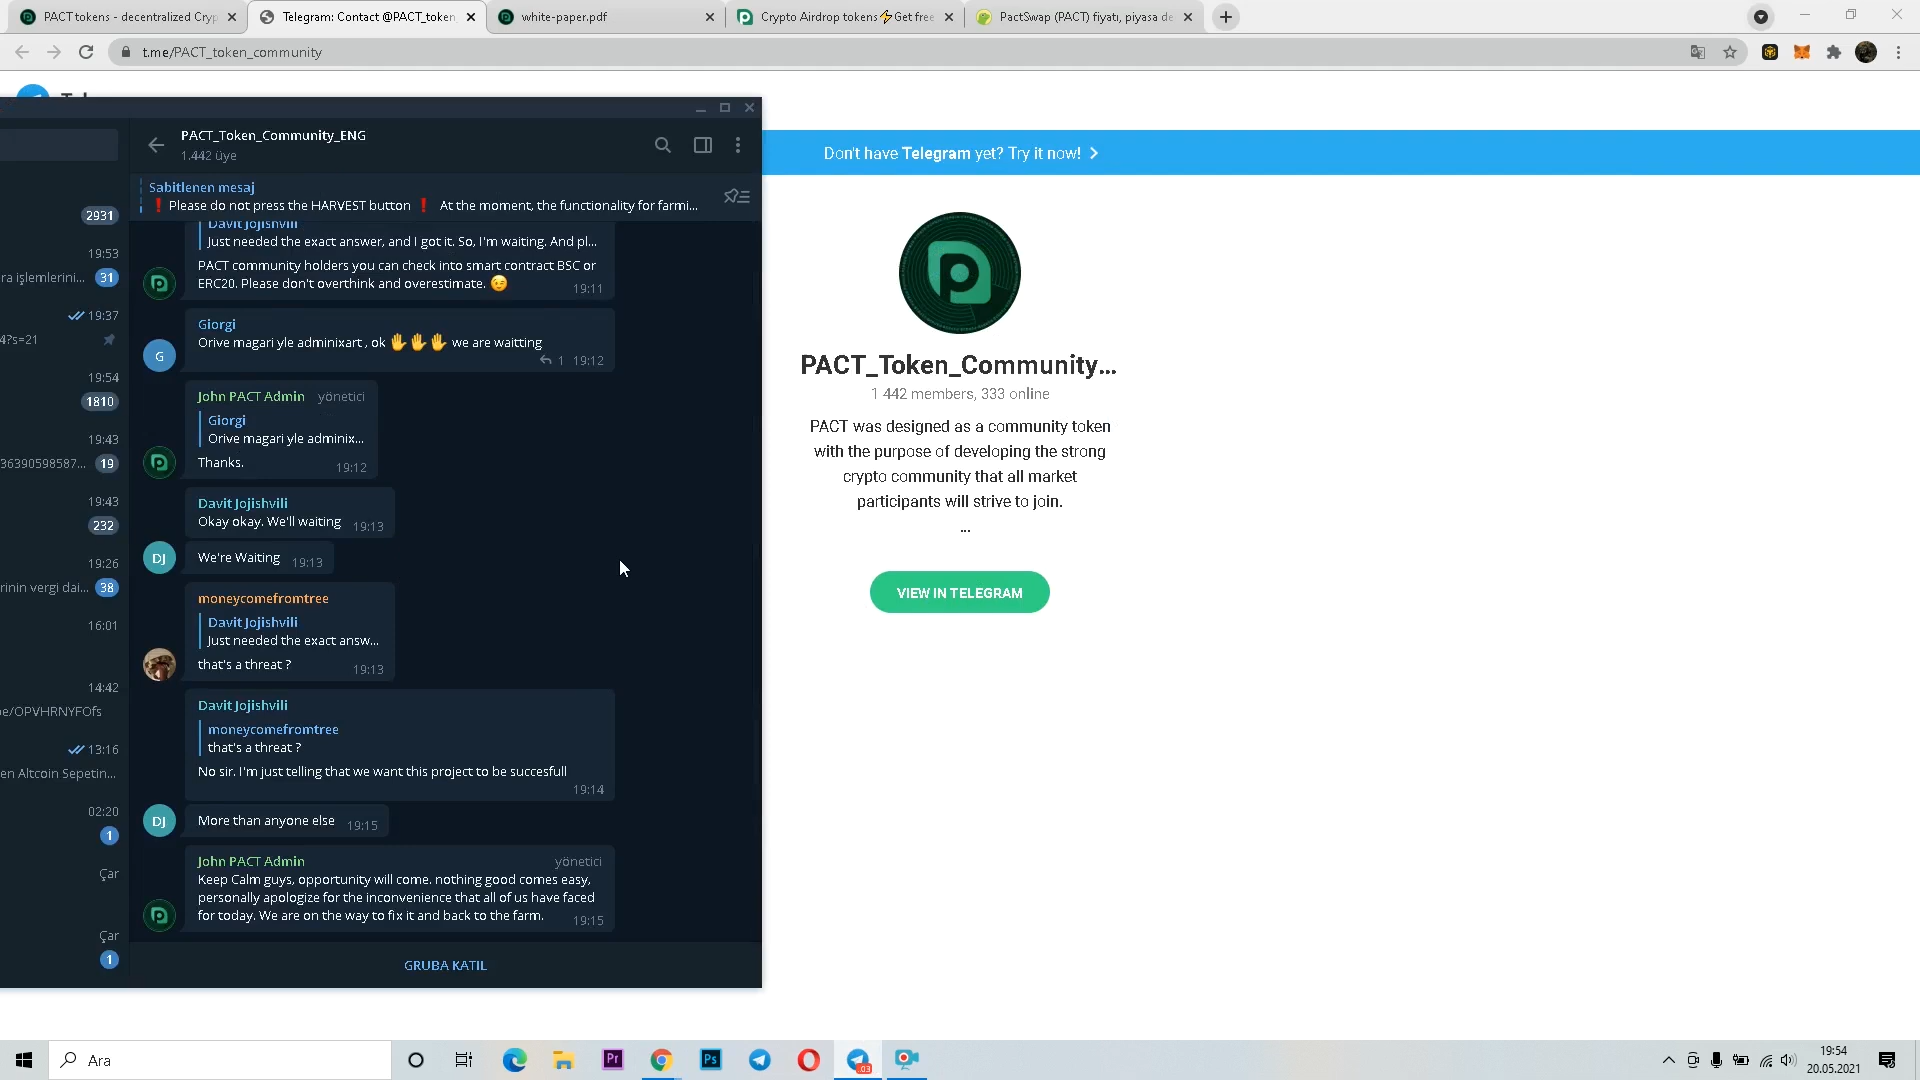 PACT tokens - decentralized Cryp
Telegram: Contact @PACT_token_
white-paper.pdf
Crypto Airdrop tokens⚡Get free
PactSwap (PACT) fiyatı, piyasa de
t.me/PACT_token_community
Don't have Telegram yet? Try it now!
PACT_Token_Community_ENG
1.442 üye
Sabitlenen mesaj
❗Please do not press the HARVEST button ❗ At the moment, the functionality for farmi...
2931
19:53
ra işlemlerini...
31
19:37
4?s=21
19:54
1810
19:43
36390598587...
19
19:43
232
19:26
rinin vergi dai...
38
16:01
14:42
be/OPVHRNYFOfs
13:16
en Altcoin Sepetin...
02:20
1
Çar
Çar
1
Davit Jojishvili
Just needed the exact answer, and I got it. So, I'm waiting. And pl...
PACT community holders you can check into smart contract BSC or
ERC20. Please don't overthink and overestimate. 😉
19:11
Giorgi
G
Orive magari yle adminixart , ok ✋✋✋ we are waitting
1 19:12
John PACT Admin yönetici
Giorgi
Orive magari yle adminix...
Thanks.
19:12
Davit Jojishvili
Okay okay. We'll waiting
19:13
DJ
We're Waiting
19:13
moneycomefromtree
Davit Jojishvili
Just needed the exact answ...
that's a threat ?
19:13
Davit Jojishvili
moneycomefromtree
that's a threat ?
No sir. I'm just telling that we want this project to be succesfull
19:14
DJ
More than anyone else
19:15
John PACT Admin yönetici
Keep Calm guys, opportunity will come. nothing good comes easy,
personally apologize for the inconvenience that all of us have faced
for today. We are on the way to fix it and back to the farm.
19:15
GRUBA KATIL
PACT_Token_Community...
1 442 members, 333 online
PACT was designed as a community token
with the purpose of developing the strong
crypto community that all market
participants will strive to join.
...
VIEW IN TELEGRAM
Ara
Pr
Ps
..03
19:54
20.05.2021